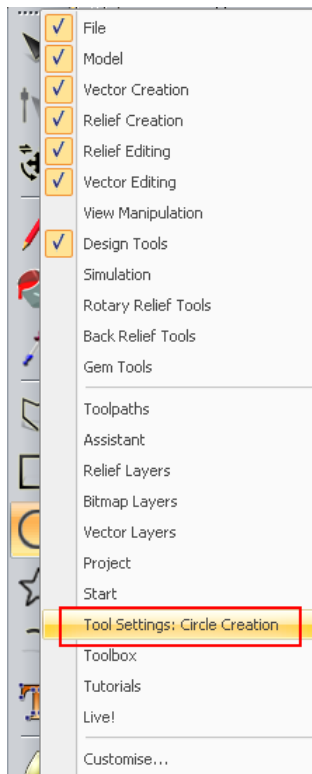 File
Model
Vector Creation
Relief Creation
Relief Editing
Vector Editing
View Manipulation
Design Tools
Simulation
Rotary Relief Tools
Back Relief Tools
Gem Tools
Toolpaths
Assistant
Relief Layers
Bitmap Layers
Vector Layers
Project
Start
Tool Settings: Circle Creation
Toolbox
Tutorials
Live!
Customise...